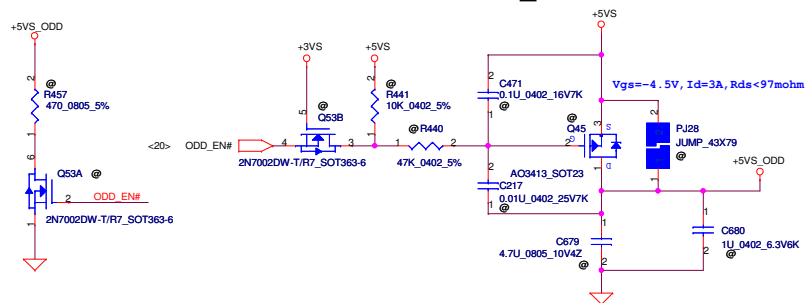 +5VS_ODD
2
@
R457
470_0805_5%
1
6
Q53A
@
2
ODD_EN#
2N7002DW-T/R7_SOT363-6
1
<20>
ODD_EN#
+3VS
5
@
Q53B
4
3
2N7002DW-T/R7_SOT363-6
+5VS
2
@
R441
10K_0402_5%
1
1
@
R440
2
47K_0402_5%
+5VS
2
@
C471
0.1U_0402_16V7K
1
Vgs=-4.5V,Id=3A,Rds<97mohm
@
Q45
3
S
G
2
D
1
AO3413_SOT23
2
PJ28
JUMP_43X79
@
1
+5VS_ODD
2
C217
0.01U_0402_25V7K
1
@
1
C679
4.7U_0805_10V4Z
2
@
1
C680
1U_0402_6.3V6K
2
@